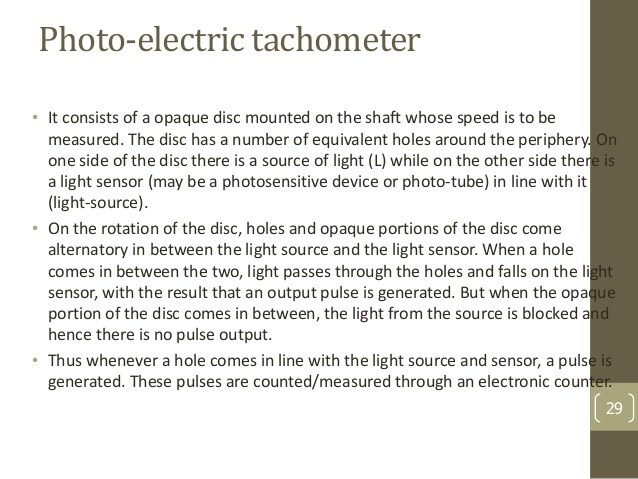 Photo-electric tachometer
• It consists of a opaque disc mounted on the shaft whose speed is to be
measured. The disc has a number of equivalent holes around the periphery. On
one side of the disc there is a source of light (L) while on the other side there is
a light sensor (may be a photosensitive device or photo-tube) in line with it
(light-source).
• On the rotation of the disc, holes and opaque portions of the disc come
alternatory in between the light source and the light sensor. When a hole
comes in between the two, light passes through the holes and falls on the light
sensor, with the result that an output pulse is generated. But when the opaque
portion of the disc comes in between, the light from the source is blocked and
hence there is no pulse output.
• Thus whenever a hole comes in line with the light source and sensor, a pulse is
generated. These pulses are counted/measured through an electronic counter.
29